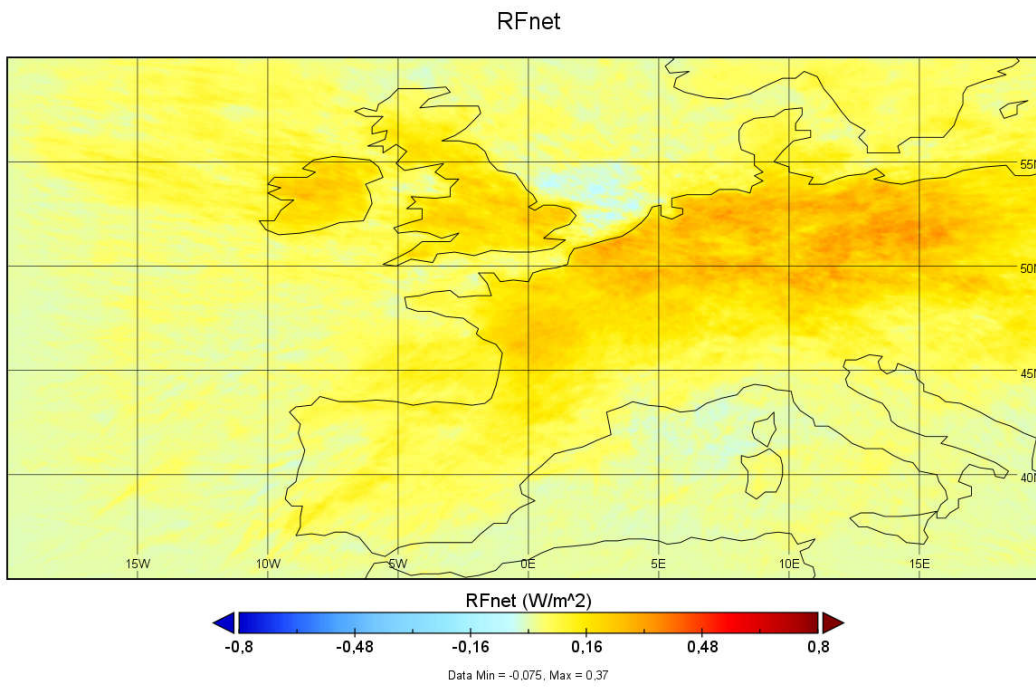 RFnet
55N
50N
45N
40N
15W 10W 5W 0E 5E 10E 15E
RFnet (W/m^2)
-0,8 -0,48 -0,16 0,16 0,48 0,8
Data Min = -0,075, Max = 0,37